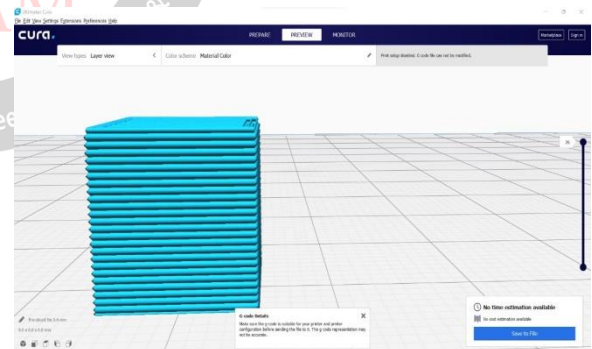 Ultimaker Cura
File Edit View Settings Extensions Preferences Help
cura.
PREPARE PREVIEW MONITOR
Marketplace Sign in
View types Layer view
Color scheme Material Color
Print setup disabled. G-code file can not be modified.
G-code Details
Make sure the g-code is suitable for your printer and printer
configuration before sending the file to it. The g-code representation may
not be accurate.
No time estimation available
No cost estimation available
Save to File